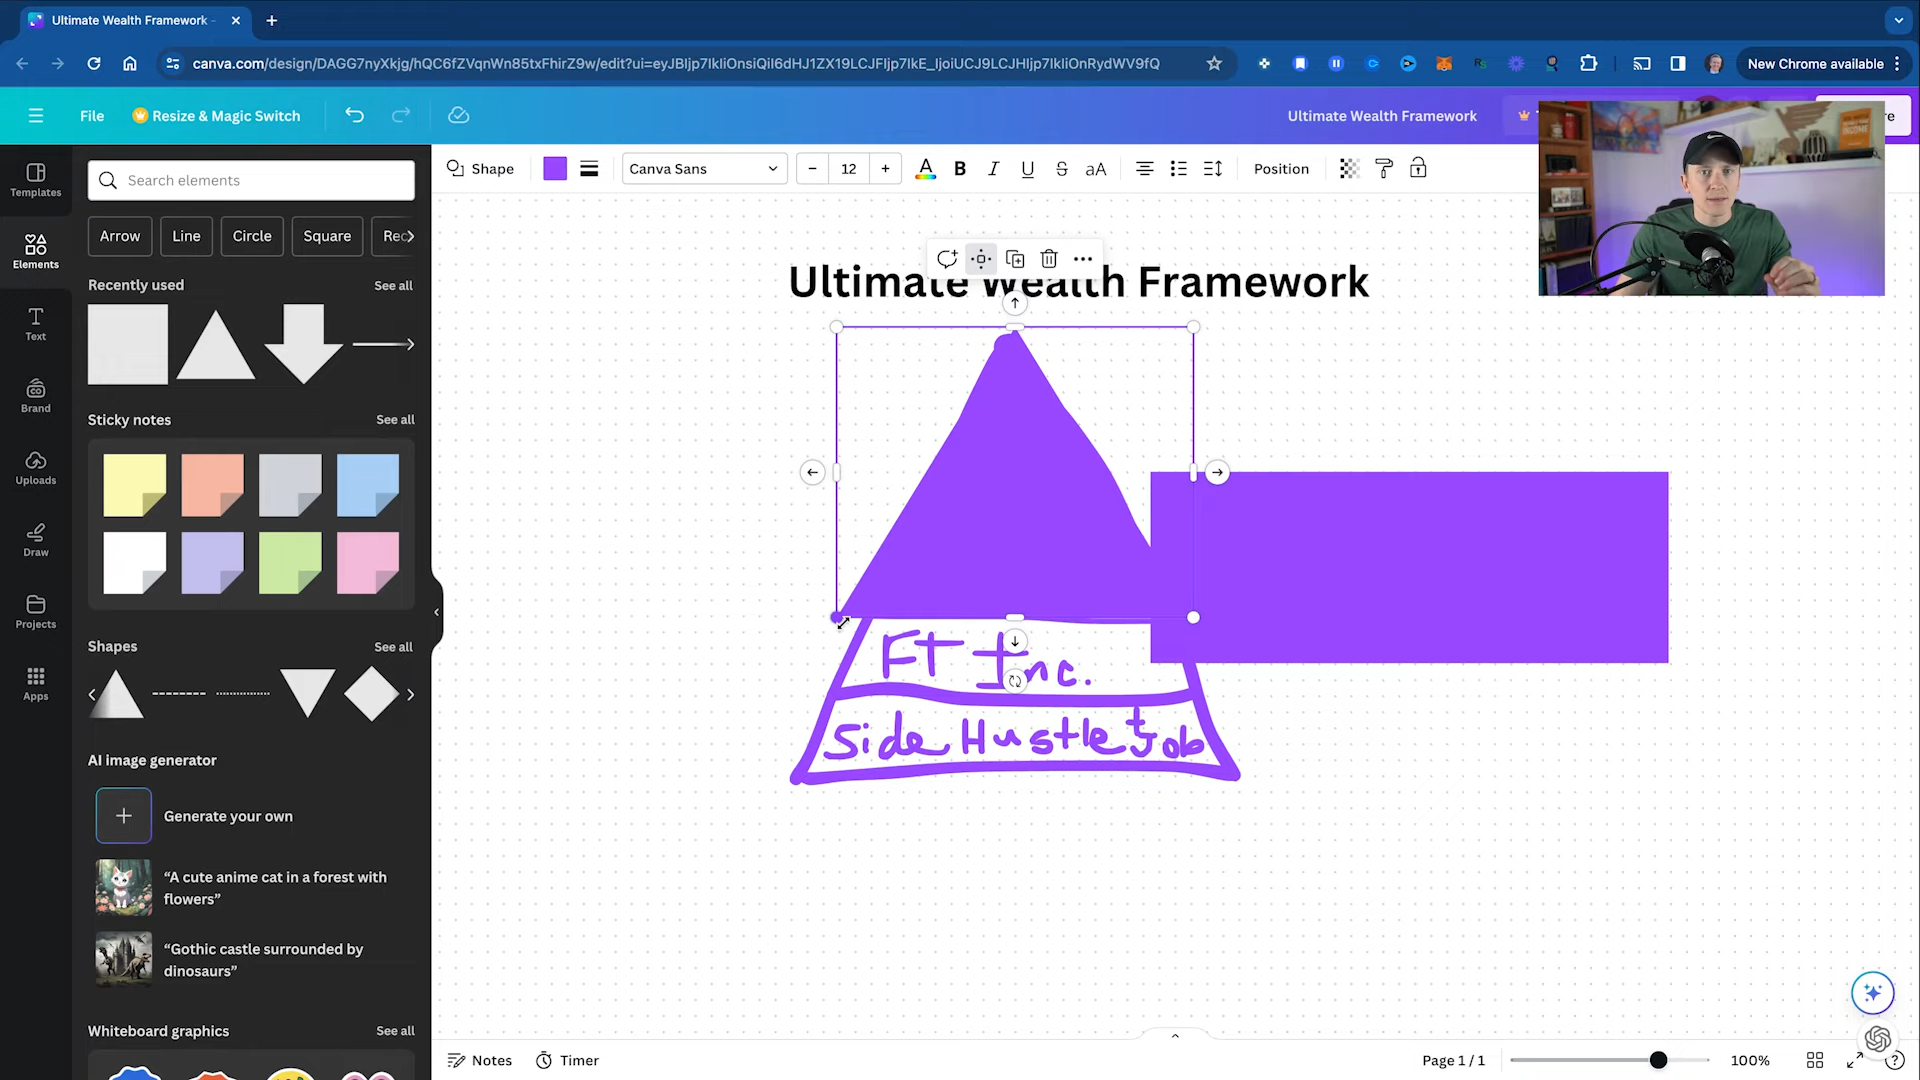 Ultimate Wealth Framework -
canva.com/design/DAGG7nyXkjg/hQC6fZVqnWn85txFhirZ9w/edit?ui=eyJBIjp7IkIiOnsiQiI6dHJ1ZX19LCJFIjp7IkE_IjoiUCJ9LCJHIjp7IkIiOnRydWV9fQ
New Chrome available
File
Resize & Magic Switch
Ultimate Wealth Framework
Templates
Elements
Text
Brand
Uploads
Draw
Projects
Apps
Search elements
Arrow
Line
Circle
Square
Rec
Recently used
See all
Sticky notes
See all
Shapes
See all
AI image generator
Generate your own
“A cute anime cat in a forest with
flowers”
“Gothic castle surrounded by
dinosaurs”
Whiteboard graphics
See all
Shape
Canva Sans
12
A
B
I
U
S
aA
Position
Ultimate Wealth Framework
FT Inc.
Side Hustle + Job
Notes
Timer
Page 1 / 1
100%